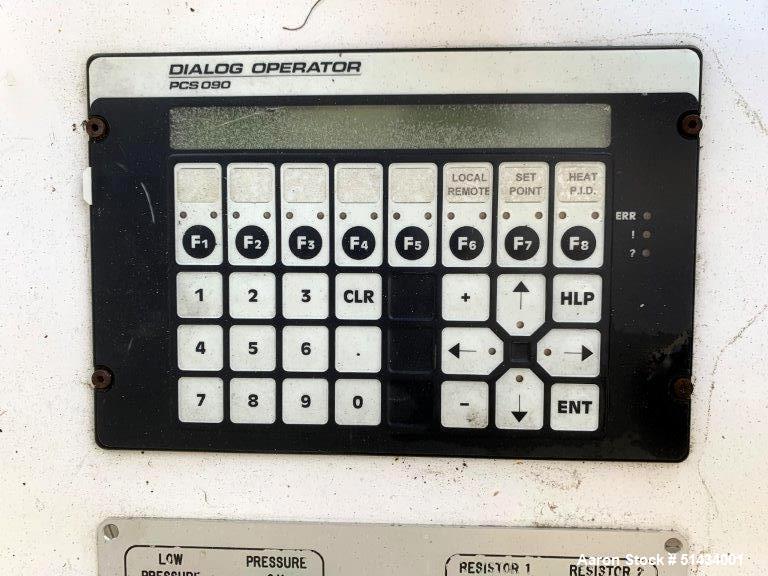 DIALOG OPERATOR
PCS 090
LOCAL SET HEAT
REMOTE POINT P.I.D.
ERR
!
?
F1 F2 F3 F4 F5 F6 F7 F8
1 2 3 CLR + ↑ HLP
4 5 6 . ← →
7 8 9 0 - ↓ ENT
LOW PRESSURE RESISTOR 1 RESISTOR 2
PRESSURE
Aaron Stock # 51434001